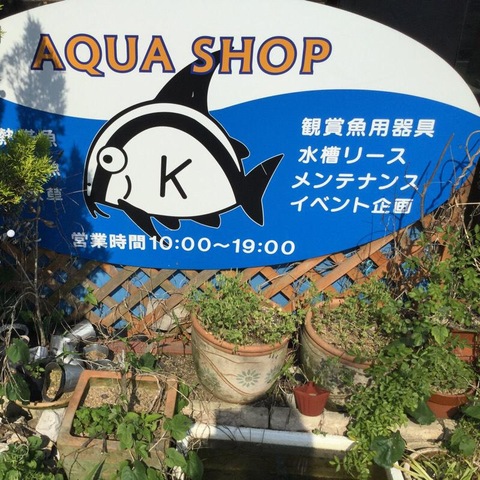 AQUA SHOP
K
観賞魚用器具
水槽リース
メンテナンス
イベント企画
営業時間10:00〜19:00